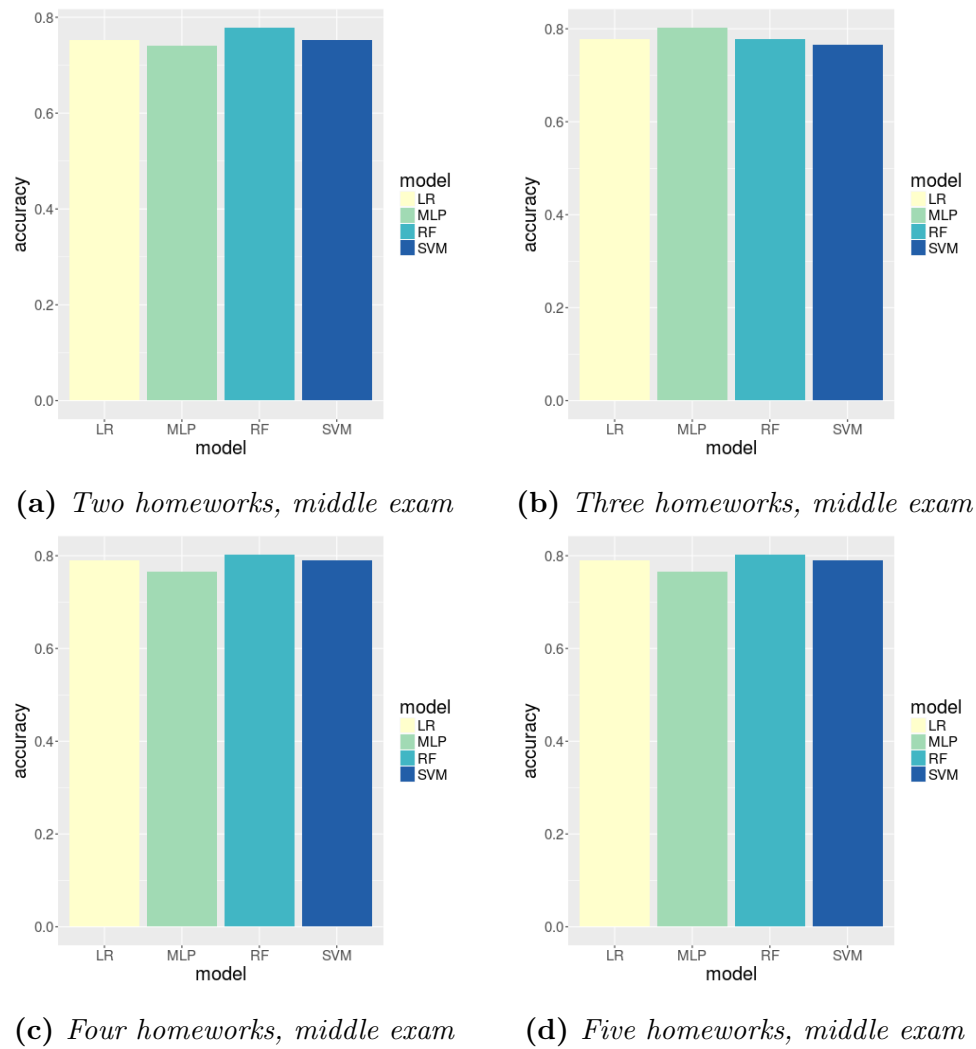 0.8
0.6
0.4
0.2
0.0
accuracy
LR MLP RF SVM
model
model
LR
MLP
RF
SVM
(a) Two homeworks, middle exam
0.8
0.6
0.4
0.2
0.0
accuracy
LR MLP RF SVM
model
model
LR
MLP
RF
SVM
(b) Three homeworks, middle exam
0.8
0.6
0.4
0.2
0.0
accuracy
LR MLP RF SVM
model
model
LR
MLP
RF
SVM
(c) Four homeworks, middle exam
0.8
0.6
0.4
0.2
0.0
accuracy
LR MLP RF SVM
model
model
LR
MLP
RF
SVM
(d) Five homeworks, middle exam